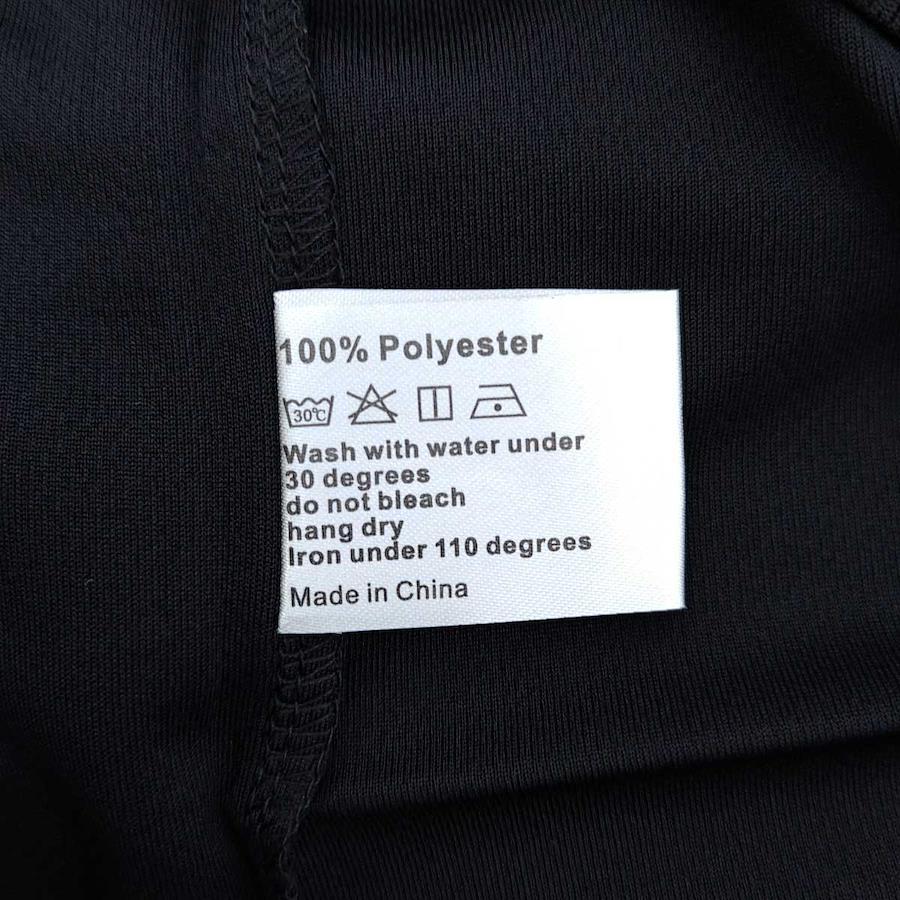 100% Polyester
30℃
Wash with water under
30 degrees
do not bleach
hang dry
Iron under 110 degrees
Made in China